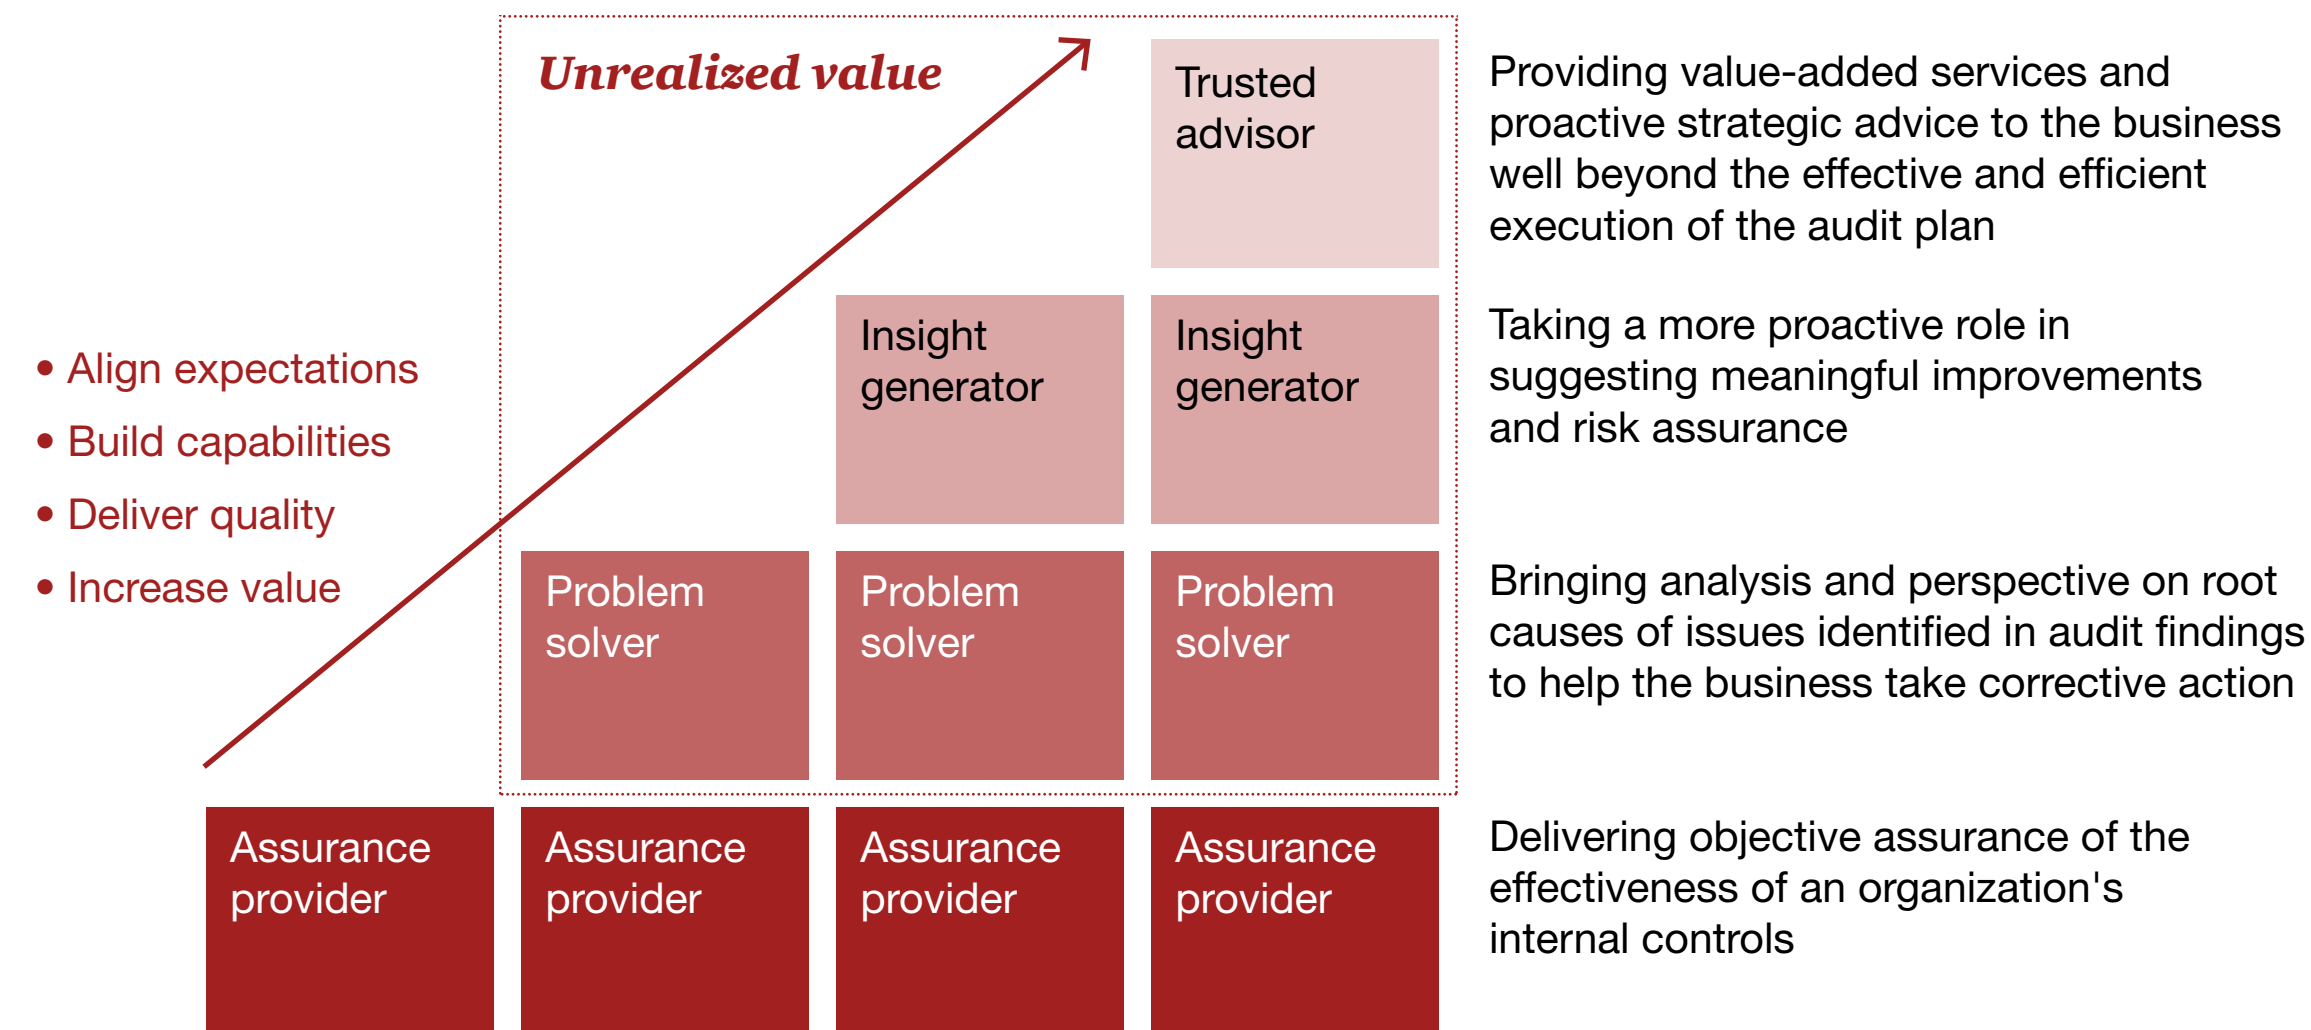 Unrealized value
Trusted
advisor
Providing value-added services and
proactive strategic advice to the business
well beyond the effective and efficient
execution of the audit plan
• Align expectations
• Build capabilities
• Deliver quality
• Increase value
Insight
generator
Insight
generator
Taking a more proactive role in
suggesting meaningful improvements
and risk assurance
Problem
solver
Problem
solver
Problem
solver
Bringing analysis and perspective on root
causes of issues identified in audit findings
to help the business take corrective action
Assurance
provider
Assurance
provider
Assurance
provider
Assurance
provider
Delivering objective assurance of the
effectiveness of an organization's
internal controls